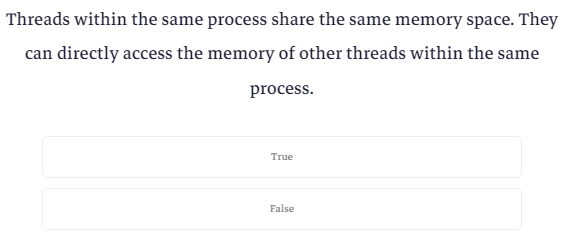 Threads within the same process share the same memory space. They
can directly access the memory of other threads within the same
process.
True
False